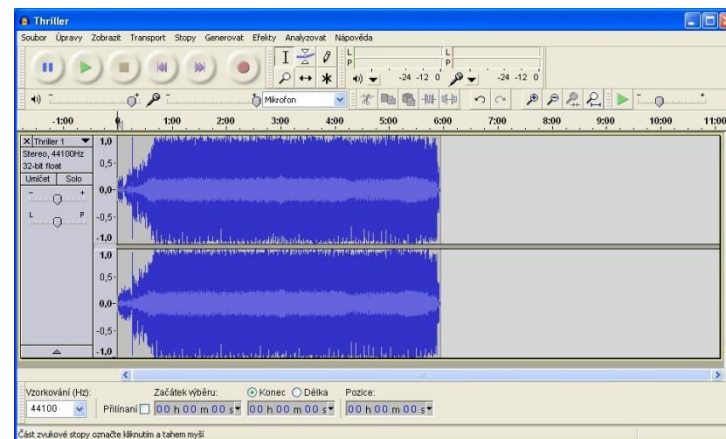 Thriller
Soubor Úpravy Zobrazit Transport Stopy Generovat Efekty Analyzovat Nápověda
L
P
L
P
-24 -12 0
-24 -12 0
Mikrofon
-1:00 0 1:00 2:00 3:00 4:00 5:00 6:00 7:00 8:00 9:00 10:00 11:00
Thriller 1
Stereo, 44100Hz
32-bit float
Umlčet Solo
- +
L P
1,0
0,5-
0,0-
-0,5-
-1,0
1,0
0,5-
0,0-
-0,5-
-1,0
Vzorkování (Hz): Začátek výběru: Konec Délka Pozice:
44100 Přilínaní 00 h 00 m 00 s 00 h 00 m 00 s 00 h 00 m 00 s
Část zvukové stopy označte kliknutím a tahem myší